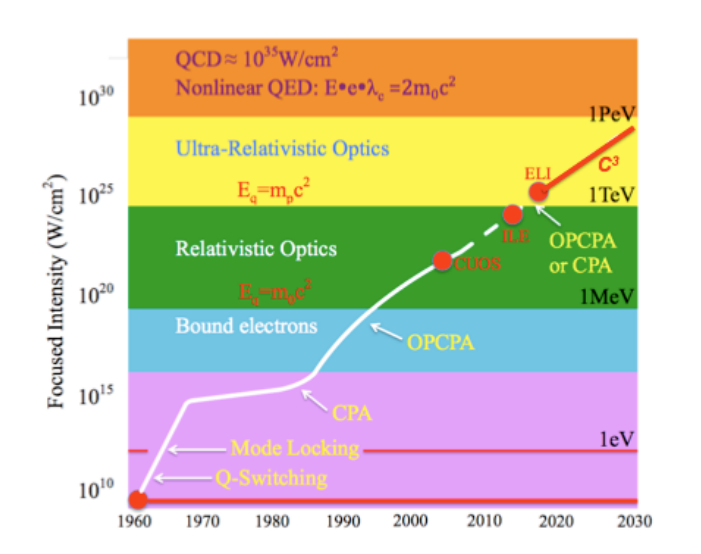 QCD≈ 10³⁵W/cm²
Nonlinear QED: E•e•λc =2m₀c²
10³⁰
1PeV
Ultra-Relativistic Optics
C³
ELI
Eq=mpc²
10²⁵
1TeV
ILE
OPCPA
or CPA
Relativistic Optics
CUOS
Eq=m₀c²
10²⁰
1MeV
Bound electrons
OPCPA
Focused Intensity (W/cm²)
10¹⁵
CPA
1eV
Mode Locking
Q-Switching
10¹⁰
1960 1970 1980 1990 2000 2010 2020 2030